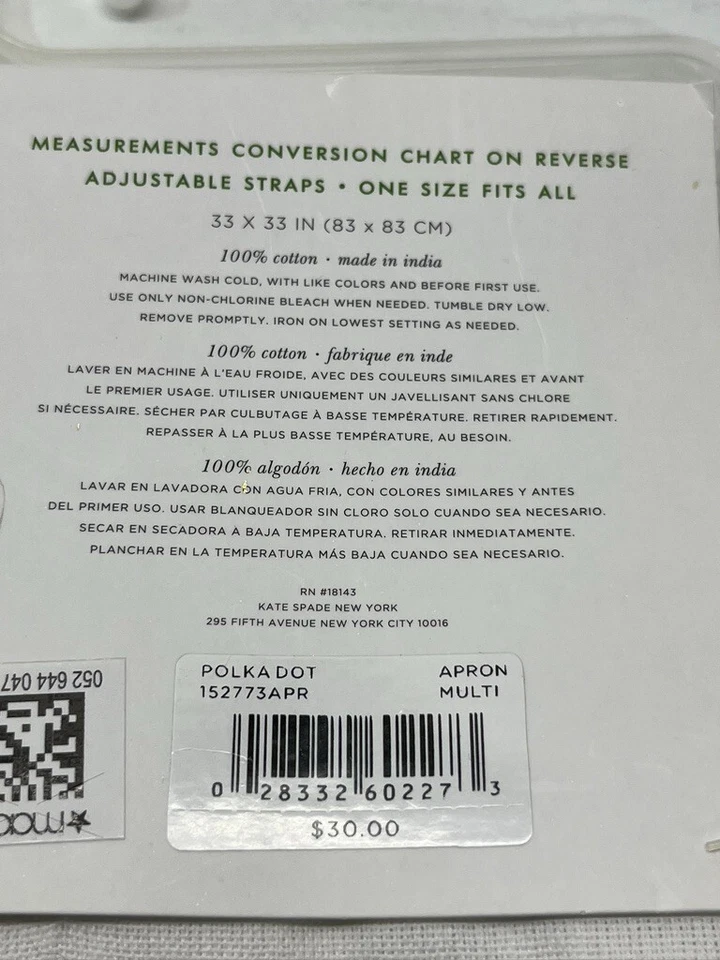 MEASUREMENTS CONVERSION CHART ON REVERSE
ADJUSTABLE STRAPS • ONE SIZE FITS ALL
33 X 33 IN (83 x 83 CM)
100% cotton · made in india
MACHINE WASH COLD, WITH LIKE COLORS AND BEFORE FIRST USE.
USE ONLY NON-CHLORINE BLEACH WHEN NEEDED. TUMBLE DRY LOW.
REMOVE PROMPTLY. IRON ON LOWEST SETTING AS NEEDED.
100% cotton · fabrique en inde
LAVER EN MACHINE À L'EAU FROIDE, AVEC DES COULEURS SIMILARES ET AVANT
LE PREMIER USAGE. UTILISER UNIQUEMENT UN JAVELLISANT SANS CHLORE
SI NÉCESSAIRE. SÉCHER PAR CULBUTAGE À BASSE TEMPÉRATURE. RETIRER RAPIDEMENT.
REPASSER À LA PLUS BASSE TEMPÉRATURE, AU BESOIN.
100% algodón · hecho en india
LAVAR EN LAVADORA CON AGUA FRIA, CON COLORES SIMILARES Y ANTES
DEL PRIMER USO. USAR BLANQUEADOR SIN CLORO SOLO CUANDO SEA NECESARIO.
SECAR EN SECADORA À BAJA TEMPERATURA. RETIRAR INMEDIATAMENTE.
PLANCHAR EN LA TEMPERATURA MÁS BAJA CUANDO SEA NECESARIO.
RN #18143
KATE SPADE NEW YORK
295 FIFTH AVENUE NEW YORK CITY 10016
052 644 047
POLKA DOT APRON
152773APR MULTI
0 28332 60227 3
$30.00